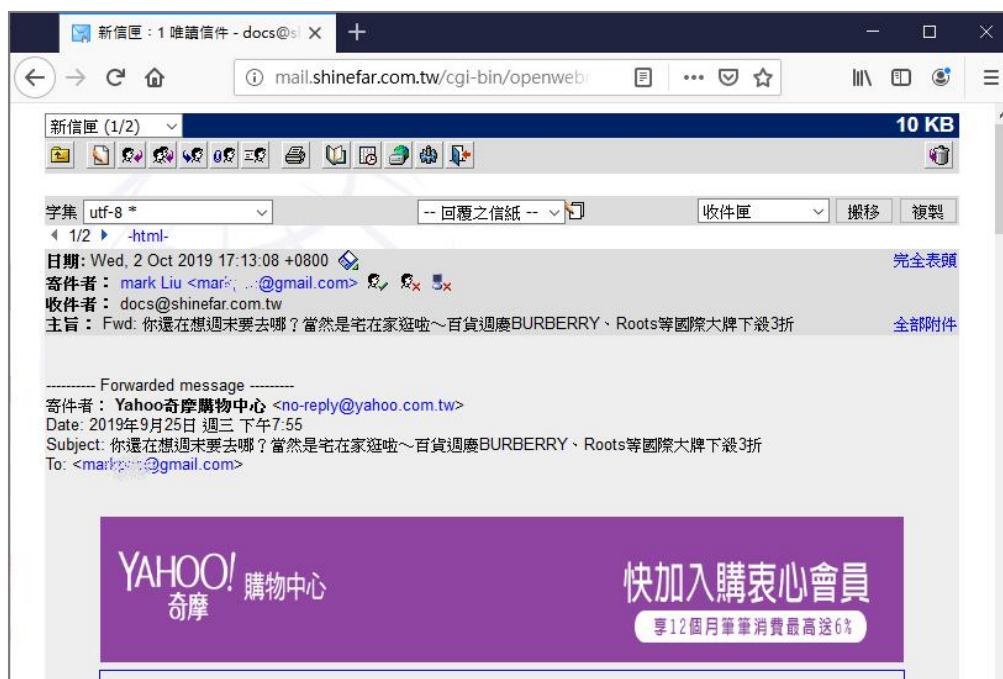 新信匣：1 唯讀信件 - docs@s
mail.shinefar.com.tw/cgi-bin/openweb
新信匣 (1/2)
10 KB
字集 utf-8 *
-- 回覆之信紙 --
收件匣
搬移
複製
1/2 -html-
日期: Wed, 2 Oct 2019 17:13:08 +0800
完全表頭
寄件者： mark Liu <mark @gmail.com>
收件者： docs@shinefar.com.tw
主旨： Fwd: 你還在想週末要去哪？當然是宅在家逛啦～百貨週慶BURBERRY、Roots等國際大牌下殺3折
全部附件
---------- Forwarded message ---------
寄件者： Yahoo奇摩購物中心 <no-reply@yahoo.com.tw>
Date: 2019年9月25日 週三 下午7:55
Subject: 你還在想週末要去哪？當然是宅在家逛啦～百貨週慶BURBERRY、Roots等國際大牌下殺3折
To: <mark @gmail.com>
YAHOO! 奇摩 購物中心
快加入購衷心會員
享12個月筆筆消費最高送6%